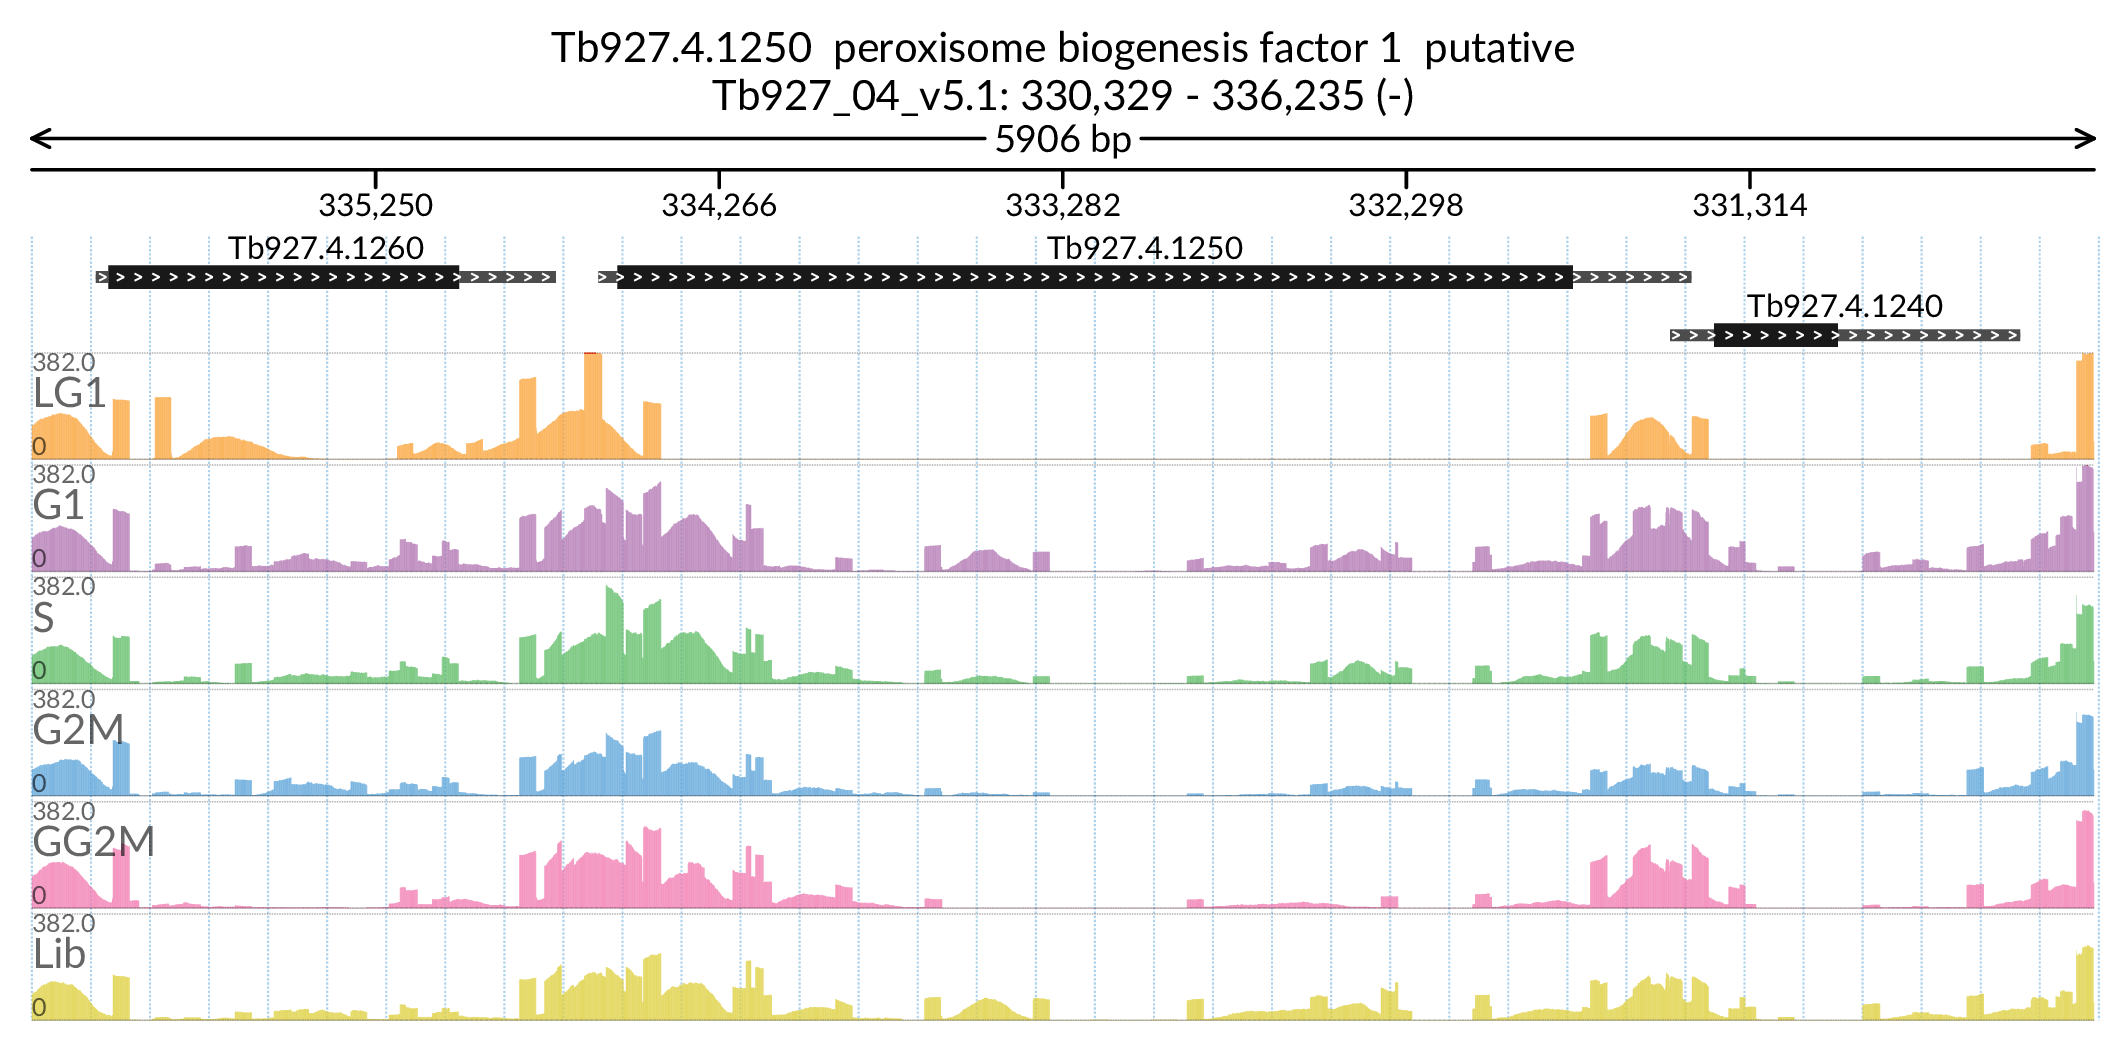 Tb927.4.1250  peroxisome biogenesis factor 1  putative
Tb927_04_v5.1: 330,329 - 336,235 (-)
5906 bp
335,250 334,266 333,282 332,298 331,314
Tb927.4.1260 Tb927.4.1250
Tb927.4.1240
382.0
LG1
0
382.0
G1
0
382.0
S
0
382.0
G2M
0
382.0
GG2M
0
382.0
Lib
0